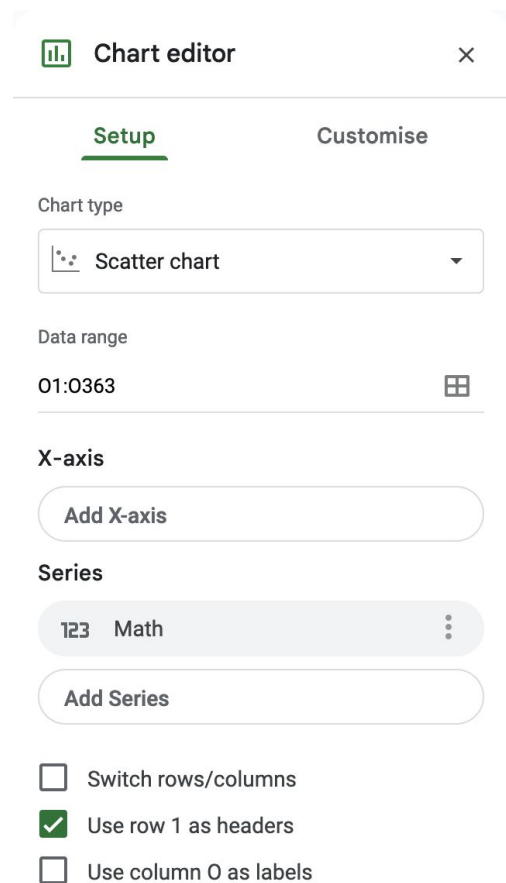 Chart editor
Setup Customise
Chart type
Scatter chart
Data range
O1:O363
X-axis
Add X-axis
Series
123 Math
Add Series
Switch rows/columns
Use row 1 as headers
Use column O as labels